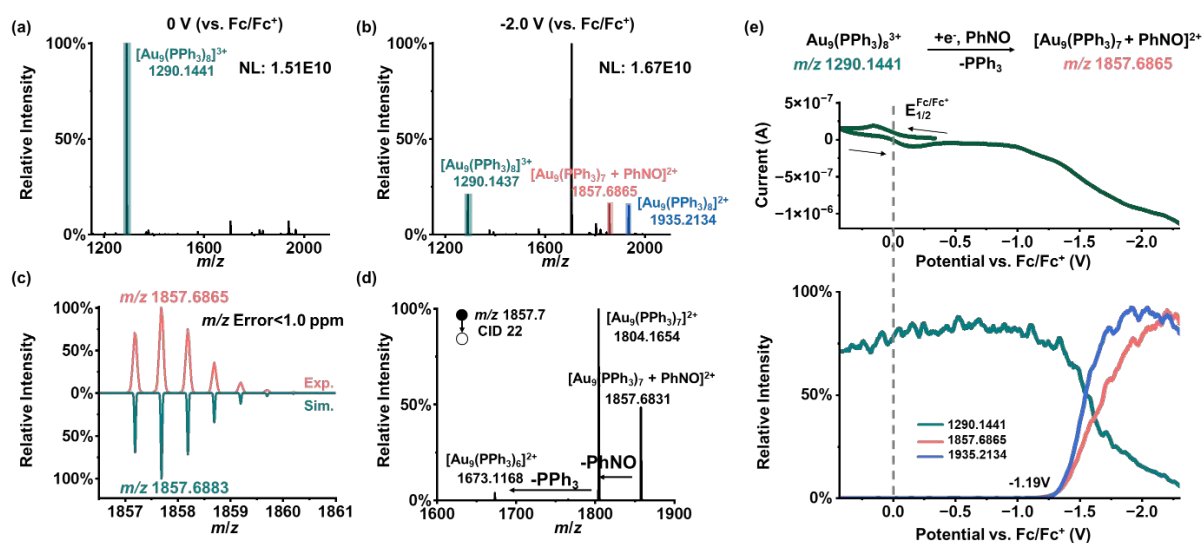 (a)
0 V (vs. Fc/Fc⁺)
Relative Intensity
100%
50%
0%
[Au₉(PPh₃)₈]³⁺
1290.1441
NL: 1.51E10
1200
1600
2000
m/z
(b)
-2.0 V (vs. Fc/Fc⁺)
Relative Intensity
100%
50%
0%
NL: 1.67E10
[Au₉(PPh₃)₈]³⁺
1290.1437
[Au₉(PPh₃)₇ + PhNO]²⁺
1857.6865
[Au₉(PPh₃)₈]²⁺
1935.2134
1200
1600
2000
m/z
(c)
Relative Intensity
m/z 1857.6865
m/z Error<1.0 ppm
100%
50%
0%
50%
100%
Exp.
Sim.
m/z 1857.6883
1857
1858
1859
1860
1861
m/z
(d)
Relative Intensity
100%
50%
0%
m/z 1857.7
CID 22
[Au₉(PPh₃)₇]²⁺
1804.1654
[Au₉(PPh₃)₇ + PhNO]²⁺
1857.6831
[Au₉(PPh₃)₆]²⁺
1673.1168
-PPh₃
-PhNO
1600
1700
1800
1900
m/z
(e)
Au₉(PPh₃)₈³⁺
+e⁻, PhNO
-PPh₃
[Au₉(PPh₃)₇ + PhNO]²⁺
m/z 1290.1441
m/z 1857.6865
Current (A)
5×10⁻⁷
0
−5×10⁻⁷
−1×10⁻⁶
E₁/₂^Fc/Fc⁺
0.0
−0.5
−1.0
−1.5
−2.0
Potential vs. Fc/Fc⁺ (V)
Relative Intensity
100%
50%
0%
1290.1441
1857.6865
1935.2134
-1.19V
0.0
−0.5
−1.0
−1.5
−2.0
Potential vs. Fc/Fc⁺ (V)